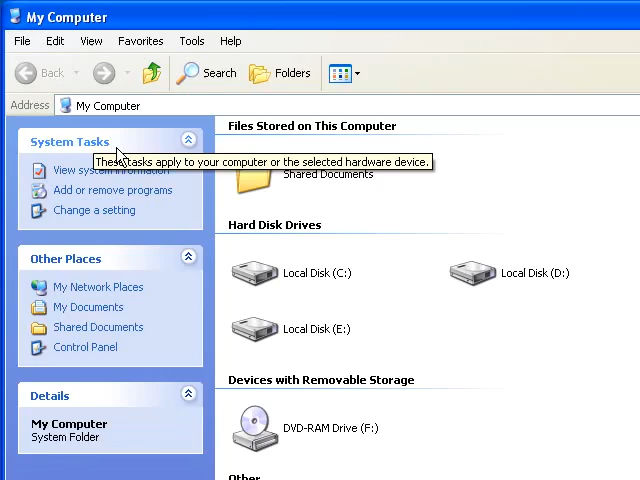 My Computer
File Edit View Favorites Tools Help
Back Search Folders
Address My Computer
System Tasks
These tasks apply to your computer or the selected hardware device.
View system information
Add or remove programs
Change a setting
Other Places
My Network Places
My Documents
Shared Documents
Control Panel
Details
My Computer
System Folder
Files Stored on This Computer
Shared Documents
Hard Disk Drives
Local Disk (C:) Local Disk (D:)
Local Disk (E:)
Devices with Removable Storage
DVD-RAM Drive (F:)
Other